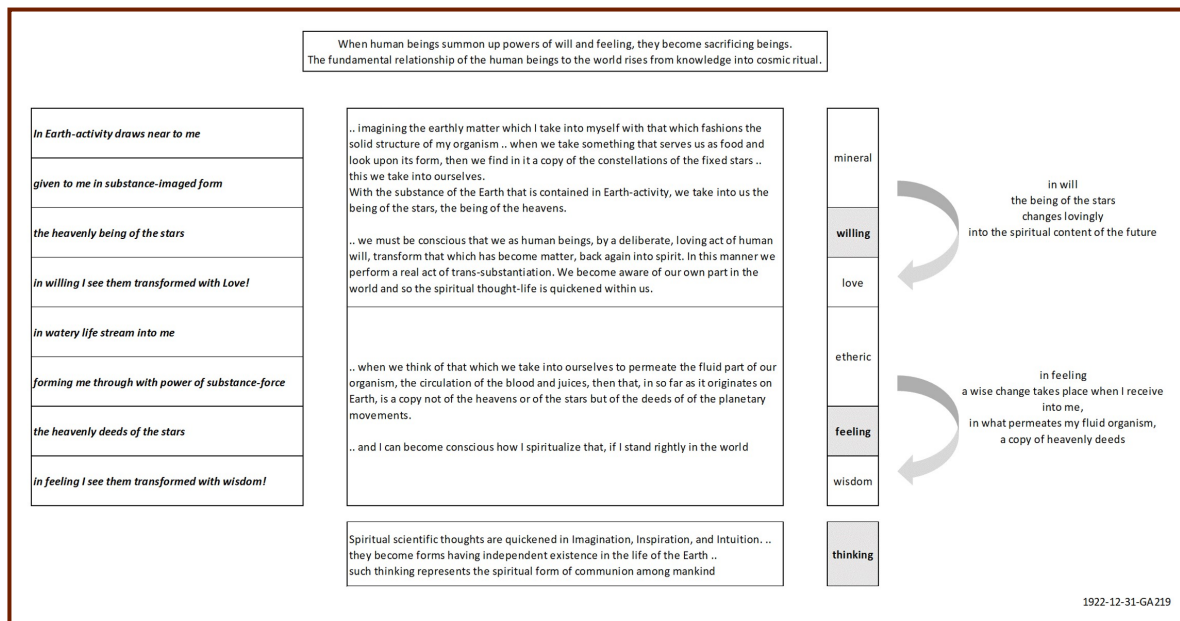 When human beings summon up powers of will and feeling, they become sacrificing beings.
The fundamental relationship of the human beings to the world rises from knowledge into cosmic ritual.
In Earth-activity draws near to me
given to me in substance-imaged form
the heavenly being of the stars
in willing I see them transformed with Love!
in watery life stream into me
forming me through with power of substance-force
the heavenly deeds of the stars
in feeling I see them transformed with wisdom!
.. imagining the earthly matter which I take into myself with that which fashions the
solid structure of my organism .. when we take something that serves us as food and
look upon its form, then we find in it a copy of the constellations of the fixed stars ..
this we take into ourselves.
With the substance of the Earth that is contained in Earth-activity, we take into us the
being of the stars, the being of the heavens.
.. we must be conscious that we as human beings, by a deliberate, loving act of human
will, transform that which has become matter, back again into spirit. In this manner we
perform a real act of trans-substantiation. We become aware of our own part in the
world and so the spiritual thought-life is quickened within us.
.. when we think of that which we take into ourselves to permeate the fluid part of our
organism, the circulation of the blood and juices, then that, in so far as it originates on
Earth, is a copy not of the heavens or of the stars but of the deeds of of the planetary
movements.
.. and I can become conscious how I spiritualize that, if I stand rightly in the world
Spiritual scientific thoughts are quickened in Imagination, Inspiration, and Intuition. ..
they become forms having independent existence in the life of the Earth ..
such thinking represents the spiritual form of communion among mankind
mineral
willing
love
etheric
feeling
wisdom
thinking
in will
the being of the stars
changes lovingly
into the spiritual content of the future
in feeling
a wise change takes place when I receive
into me,
in what permeates my fluid organism,
a copy of heavenly deeds
1922-12-31-GA219